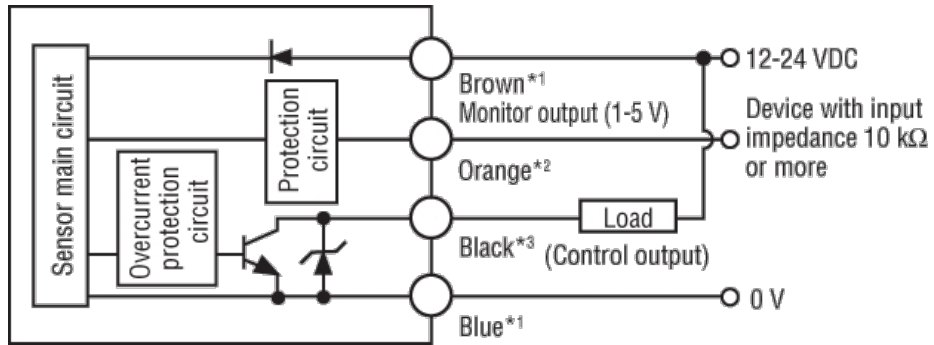 Sensor main circuit
Overcurrent
protection
circuit
Protection
circuit
Brown*1
Monitor output (1-5 V)
Orange*2
Black*3
(Control output)
Blue*1
Load
12-24 VDC
Device with input
impedance 10 kΩ
or more
0 V